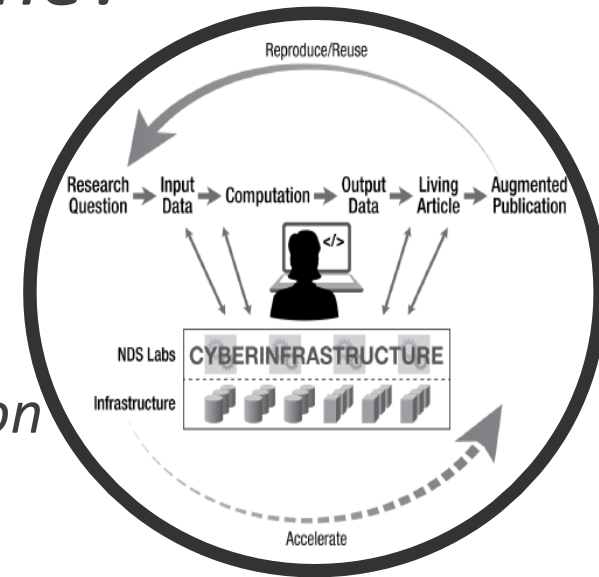 Reproduce/Reuse
Research Question
Input Data
Computation
Output Data
Living Article
Augmented Publication
</>
NDS Labs
CYBERINFRASTRUCTURE
Infrastructure
Accelerate